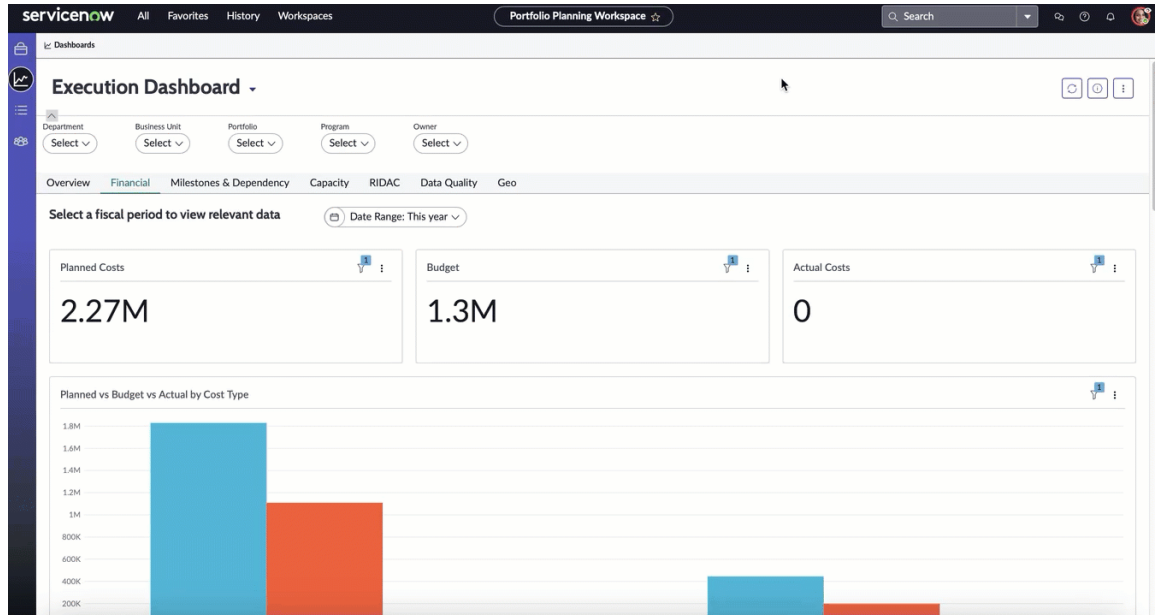 servicenow All Favorites History Workspaces Portfolio Planning Workspace Search
Dashboards
Execution Dashboard
Department Business Unit Portfolio Program Owner
Select Select Select Select Select
Overview Financial Milestones & Dependency Capacity RIDAC Data Quality Geo
Select a fiscal period to view relevant data Date Range: This year
Planned Costs 1 Budget 1 Actual Costs 1
2.27M 1.3M 0
Planned vs Budget vs Actual by Cost Type 1
1.8M
1.6M
1.4M
1.2M
1M
800K
600K
400K
200K